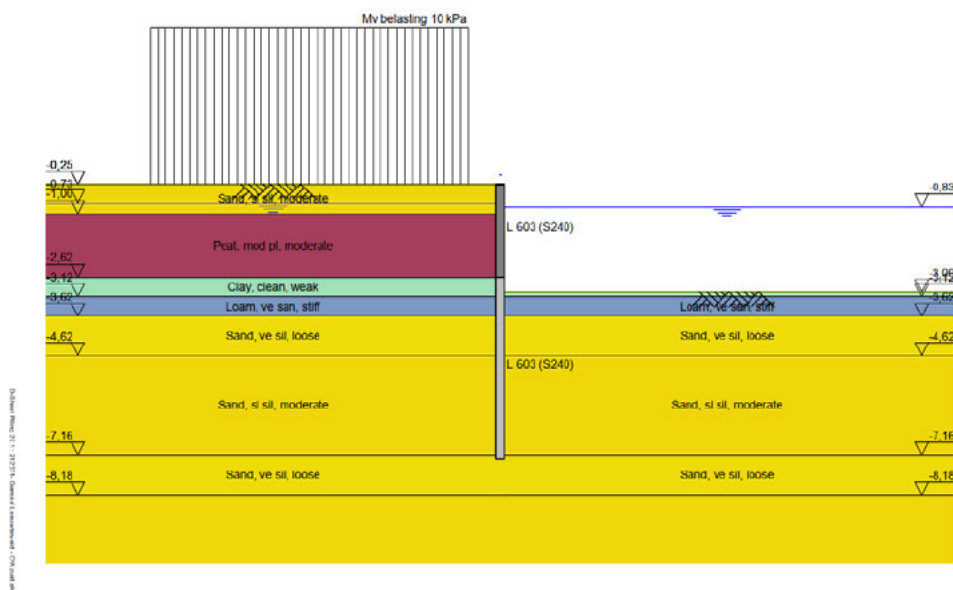 Mv belasting 10 kPa
-0,25
-0,73
-1,00
Sand, sl sil, moderate
-0,83
L 603 (S240)
Peat, mod pl, moderate
-2,62
-3,12
Clay, clean, weak
-3,06
-3,12
-3,62
Loam, ve san, stiff
Loam, ve san, stiff
-3,62
Sand, ve sil, loose
Sand, ve sil, loose
-4,62
-4,62
L 603 (S240)
Sand, sl sil, moderate
Sand, sl sil, moderate
-7,16
-7,16
Sand, ve sil, loose
Sand, ve sil, loose
-8,18
-8,18